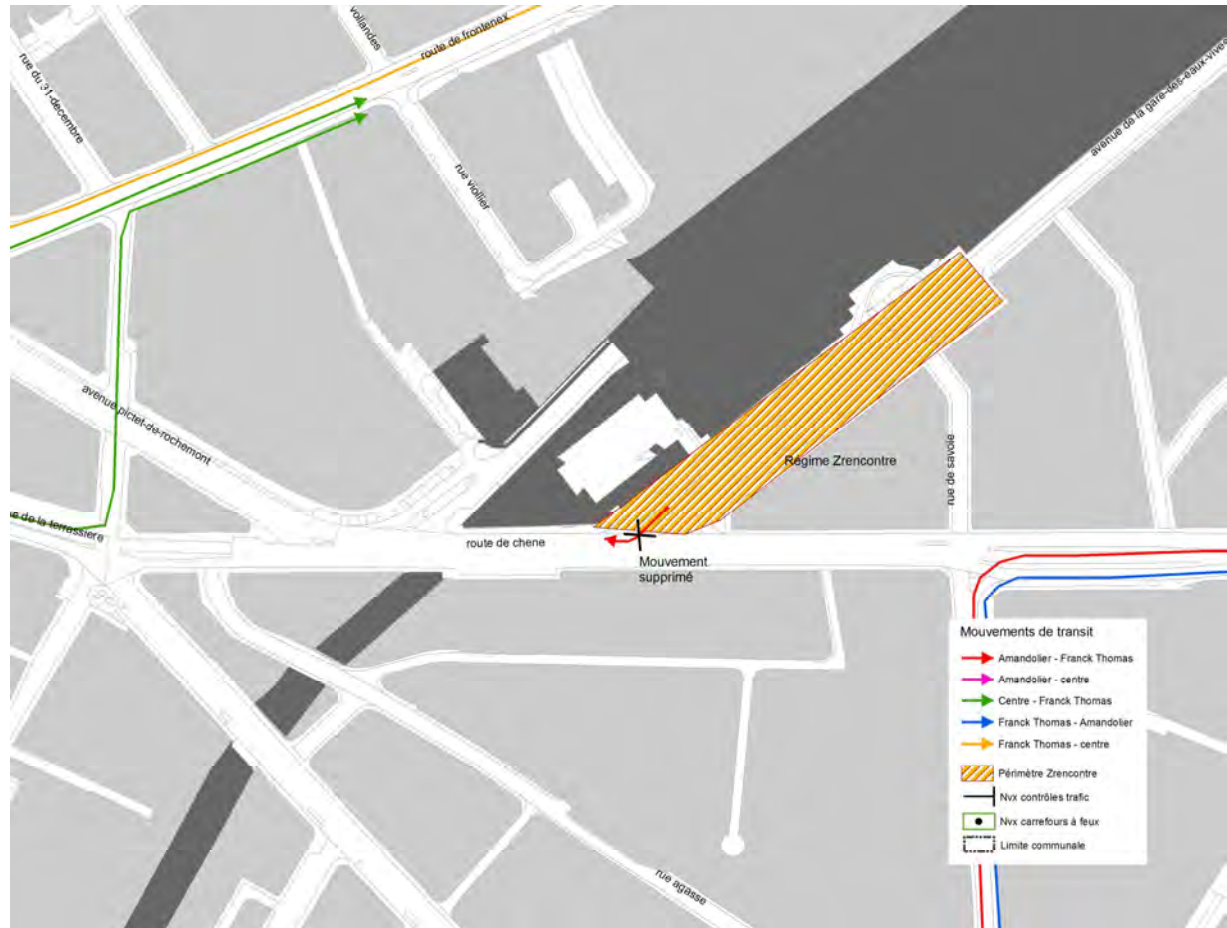 vollandes
route de frontenex
rue du 31-decembre
avenue de la gare-des-eaux-vives
rue viollier
avenue pictet-de-rochemont
Régime Zrencontre
rue de savoie
e de la terrassiere
route de chene
Mouvement
supprimé
rue agasse
Mouvements de transit
Amandolier - Franck Thomas
Amandolier - centre
Centre - Franck Thomas
Franck Thomas - Amandolier
Franck Thomas - centre
Périmètre Zrencontre
Nvx contrôles trafic
Nvx carrefours à feux
Limite communale